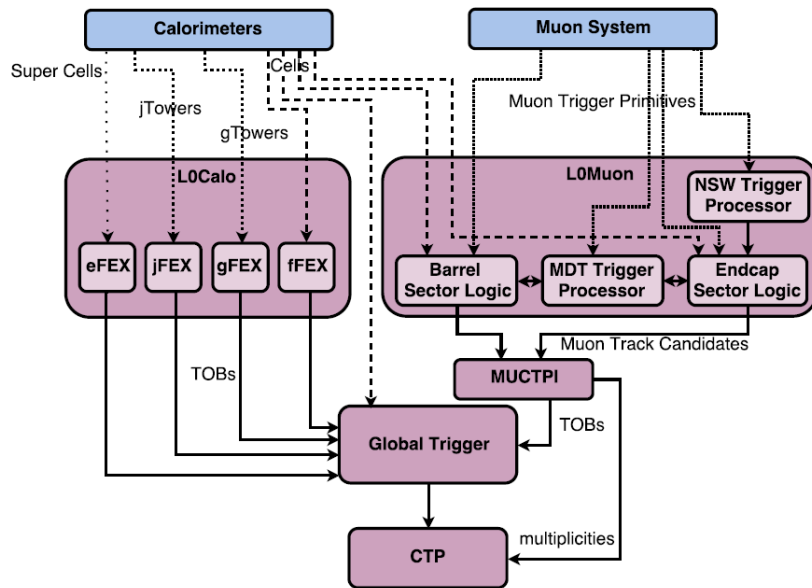 Calorimeters
Muon System
Super Cells
Cells
jTowers
Muon Trigger Primitives
gTowers
L0Calo
L0Muon
NSW Trigger
Processor
eFEX
jFEX
gFEX
fFEX
Barrel
Sector Logic
MDT Trigger
Processor
Endcap
Sector Logic
Muon Track Candidates
TOBs
MUCTPI
TOBs
Global Trigger
multiplicities
CTP